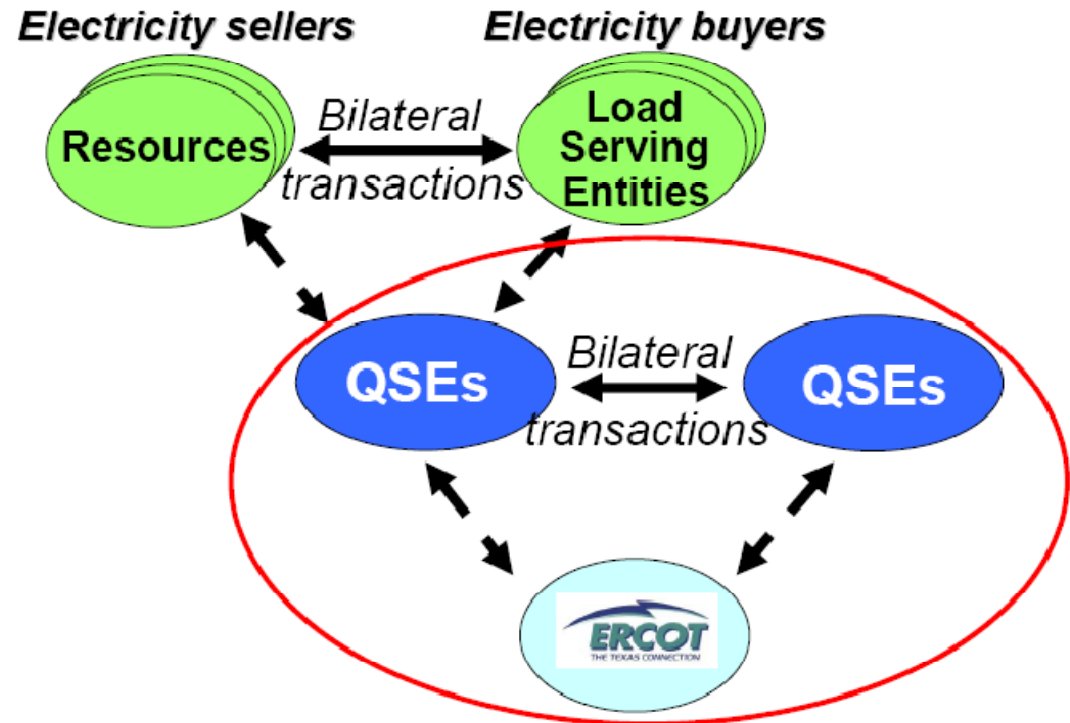 Electricity sellers
Electricity buyers
Resources
Bilateral
transactions
Load
Serving
Entities
QSEs
Bilateral
transactions
QSEs
ERCOT
THE TEXAS CONNECTION